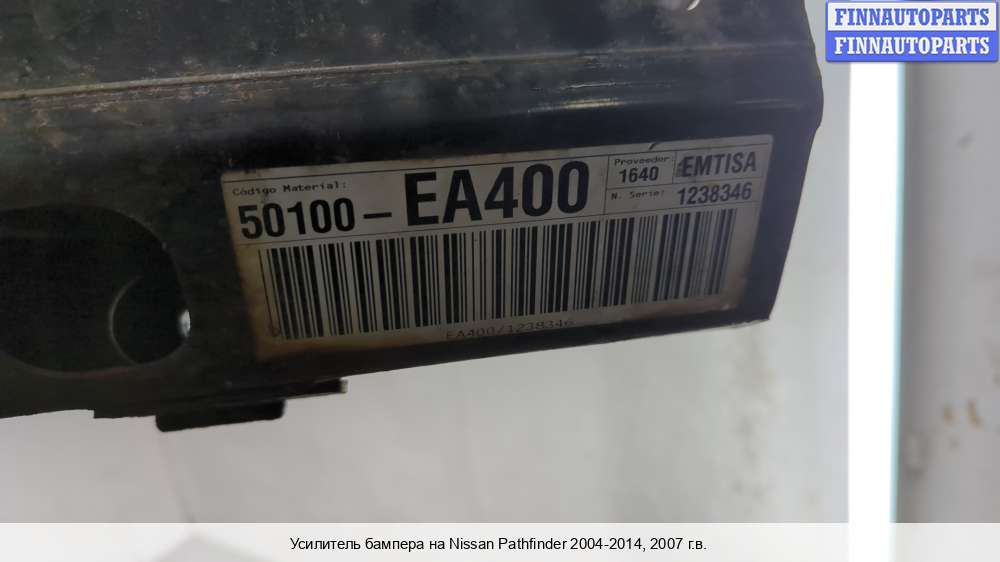 FINNAUTOPARTS
FINNAUTOPARTS
Código Material:
50100-EA400
Proveedor:
1640
EMTISA
N. Serie:
1238346
EA400/1238346
Усилитель бампера на Nissan Pathfinder 2004-2014, 2007 г.в.